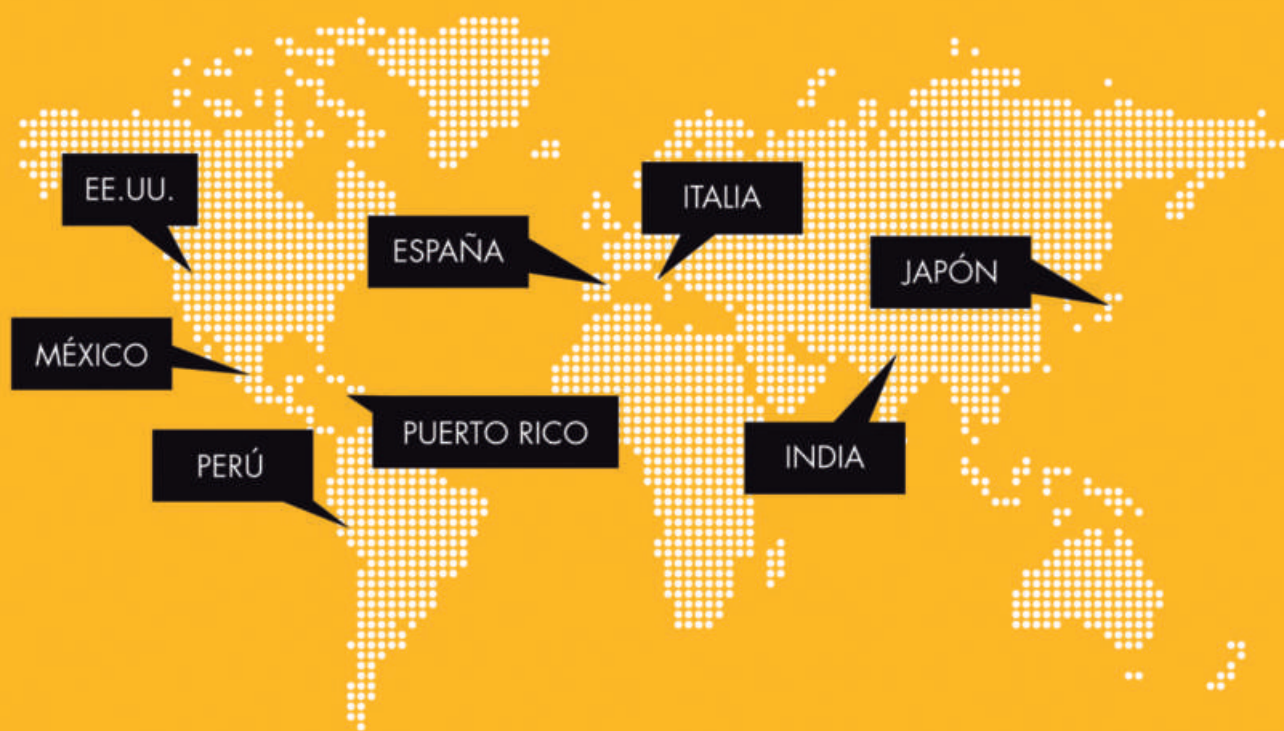 EE.UU.
ITALIA
ESPAÑA
JAPÓN
MÉXICO
PUERTO RICO
PERÚ
INDIA